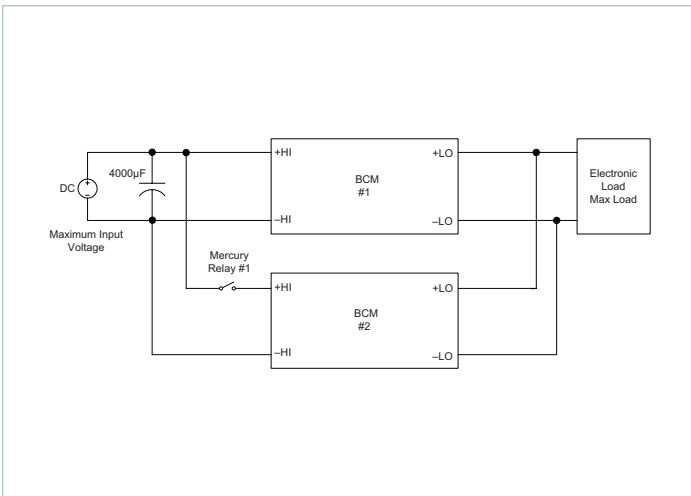 +HI
+LO
4000µF
BCM
#1
Electronic
Load
Max Load
DC
+
–
–HI
–LO
Maximum Input
Voltage
Mercury
Relay #1
+HI
+LO
BCM
#2
–HI
–LO